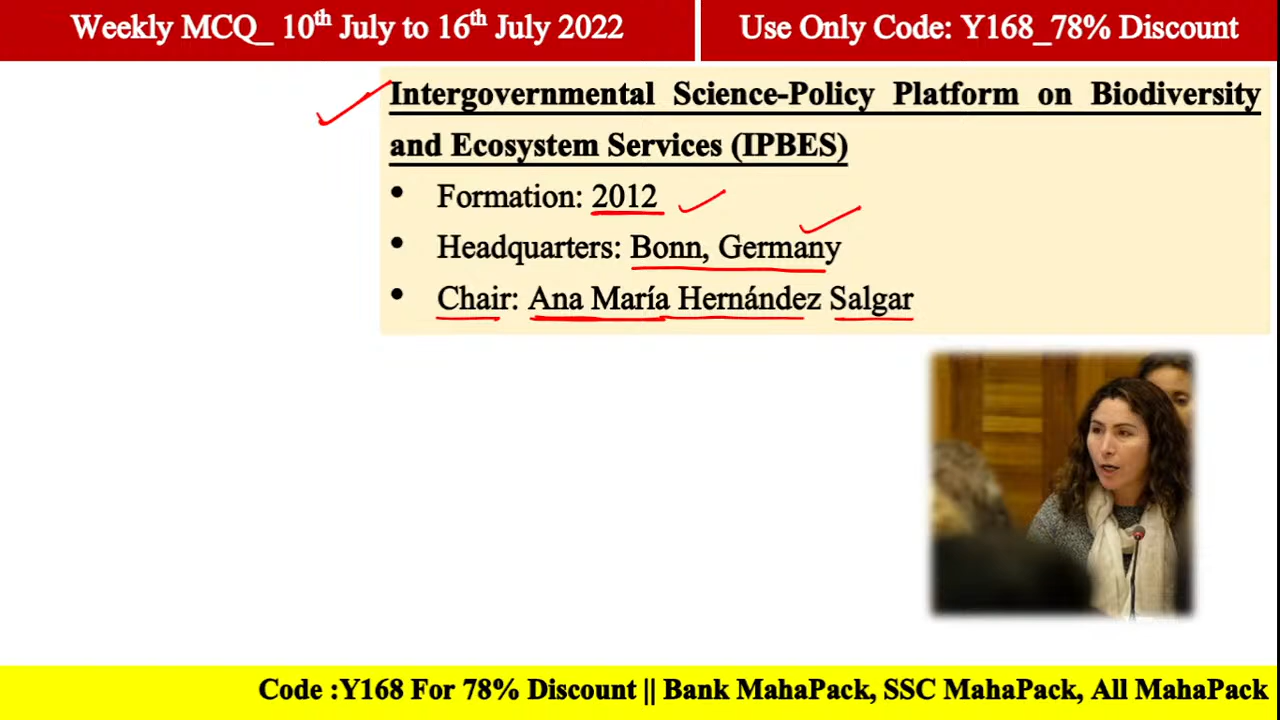 Weekly MCQ_ 10th July to 16th July 2022
Use Only Code: Y168_78% Discount
Intergovernmental Science-Policy Platform on Biodiversity
and Ecosystem Services (IPBES)
• Formation: 2012
• Headquarters: Bonn, Germany
• Chair: Ana María Hernández Salgar
Code :Y168 For 78% Discount || Bank MahaPack, SSC MahaPack, All MahaPack